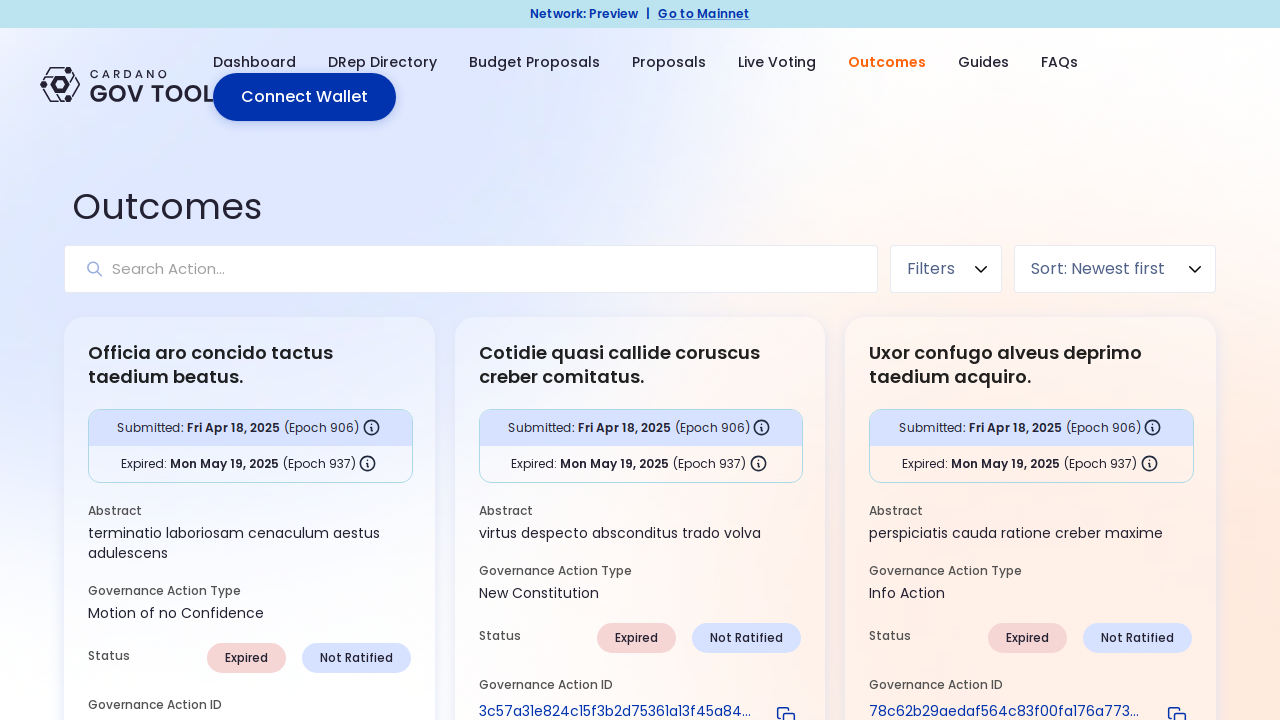 Network: Preview | Go to Mainnet
Dashboard DRep Directory Budget Proposals Proposals Live Voting Outcomes Guides FAQs
CARDANO
GOV TOOL
Connect Wallet
Outcomes
Search Action...
Filters
Sort: Newest first
Officia aro concido tactus
taedium beatus.
Submitted: Fri Apr 18, 2025 (Epoch 906)
Expired: Mon May 19, 2025 (Epoch 937)
Abstract
terminatio laboriosam cenaculum aestus
adulescens
Governance Action Type
Motion of no Confidence
Status Expired Not Ratified
Governance Action ID
Cotidie quasi callide coruscus
creber comitatus.
Submitted: Fri Apr 18, 2025 (Epoch 906)
Expired: Mon May 19, 2025 (Epoch 937)
Abstract
virtus despecto absconditus trado volva
Governance Action Type
New Constitution
Status Expired Not Ratified
Governance Action ID
3c57a31e824c15f3b2d75361a13f45a84...
Uxor confugo alveus deprimo
taedium acquiro.
Submitted: Fri Apr 18, 2025 (Epoch 906)
Expired: Mon May 19, 2025 (Epoch 937)
Abstract
perspiciatis cauda ratione creber maxime
Governance Action Type
Info Action
Status Expired Not Ratified
Governance Action ID
78c62b29aedaf564c83f00fa176a773...